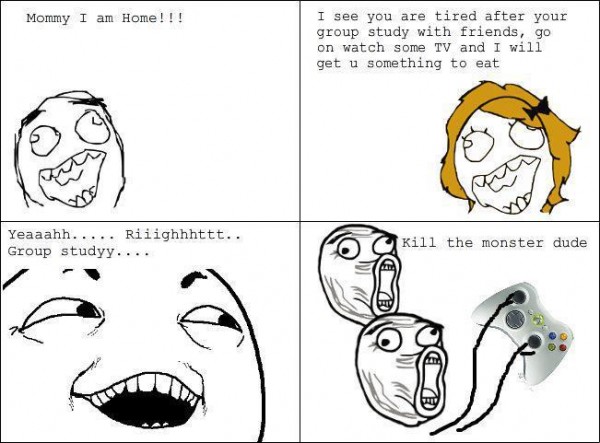 Mommy I am Home!!!
I see you are tired after your
group study with friends, go
on watch some TV and I will
get u something to eat
Yeaaahh..... Riiighhhttt..
Group studyy....
Kill the monster dude